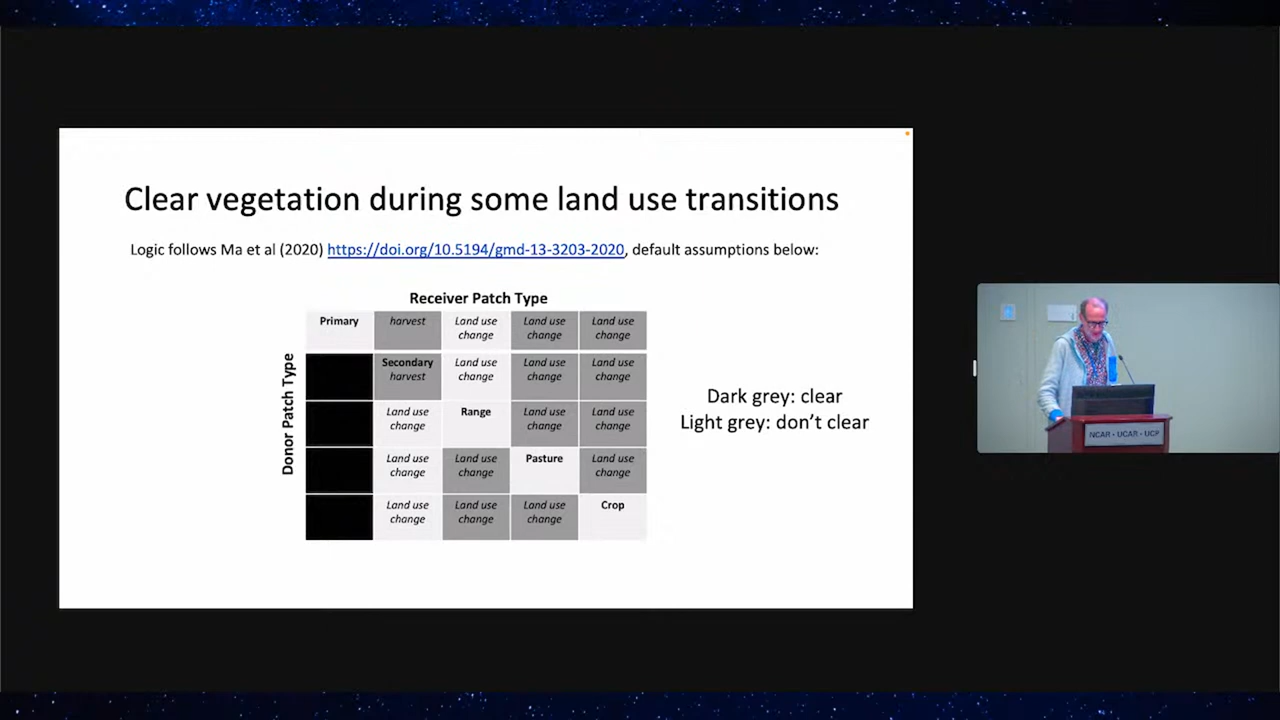 Clear vegetation during some land use transitions
Logic follows Ma et al (2020) https://doi.org/10.5194/gmd-13-3203-2020, default assumptions below:
Receiver Patch Type
Donor Patch Type
Primary
harvest
Land use
change
Land use
change
Land use
change
Secondary
harvest
Land use
change
Land use
change
Land use
change
Land use
change
Range
Land use
change
Land use
change
Land use
change
Land use
change
Pasture
Land use
change
Land use
change
Land use
change
Land use
change
Crop
Dark grey: clear
Light grey: don't clear
NCAR • UCAR • UCP